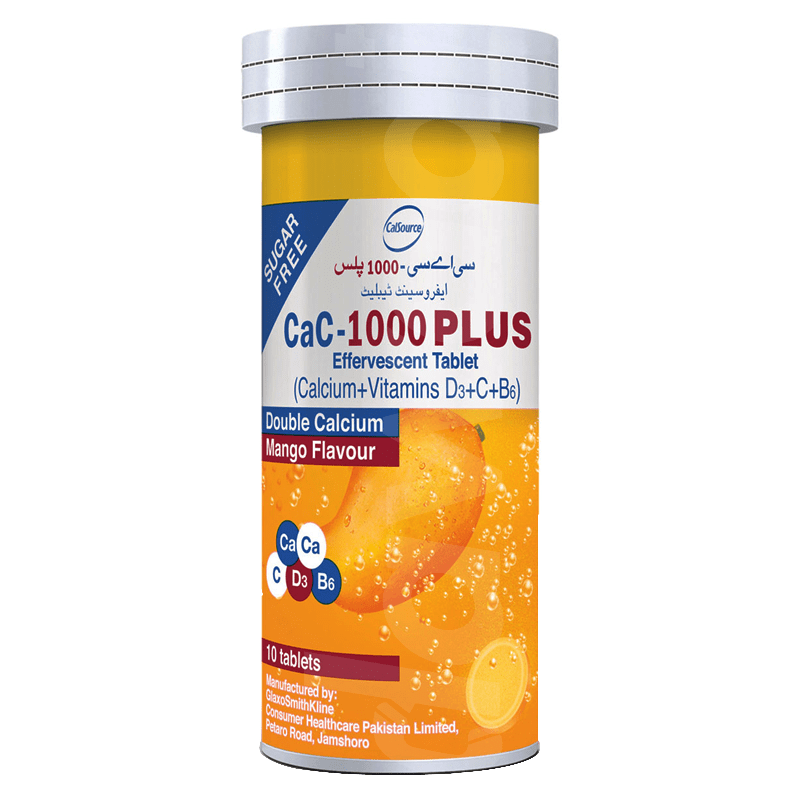 SUGAR
FREE
CalSource
سی اے سی-1000 پلس
ایفروسینٹ ٹیبلیٹ
CaC-1000 PLUS
Effervescent Tablet
(Calcium+Vitamins D3+C+B6)
Double Calcium
Mango Flavour
Ca Ca
C D3 B6
10 tablets
Manufactured by:
GlaxoSmithKline
Consumer Healthcare Pakistan Limited,
Petaro Road, Jamshoro